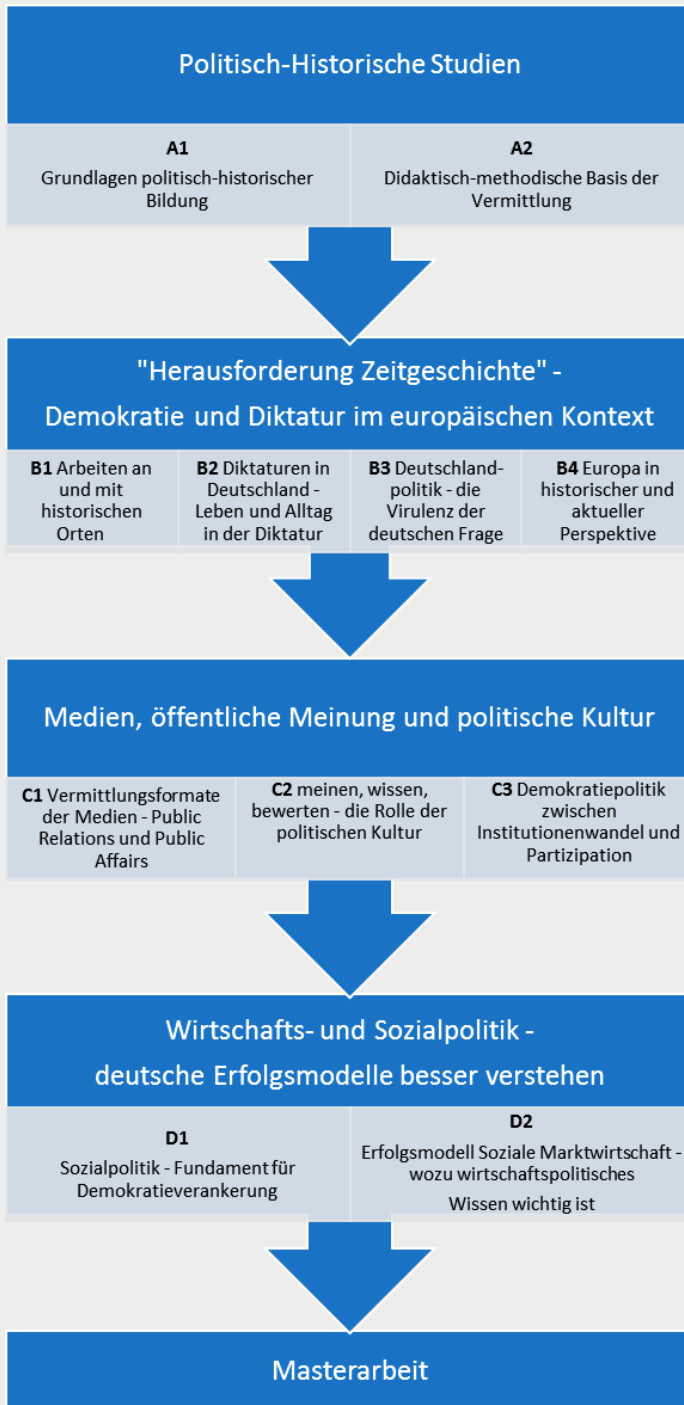 Politisch-Historische Studien
A1
Grundlagen politisch-historischer
Bildung
A2
Didaktisch-methodische Basis der
Vermittlung
"Herausforderung Zeitgeschichte" -
Demokratie und Diktatur im europäischen Kontext
B1 Arbeiten an
und mit
historischen
Orten
B2 Diktaturen in
Deutschland -
Leben und Alltag
in der Diktatur
B3 Deutschland-
politik - die
Virulenz der
deutschen Frage
B4 Europa in
historischer und
aktueller
Perspektive
Medien, öffentliche Meinung und politische Kultur
C1 Vermittlungsformate
der Medien - Public
Relations und Public
Affairs
C2 meinen, wissen,
bewerten - die Rolle der
politischen Kultur
C3 Demokratiepolitik
zwischen
Institutionenwandel und
Partizipation
Wirtschafts- und Sozialpolitik -
deutsche Erfolgsmodelle besser verstehen
D1
Sozialpolitik - Fundament für
Demokratieverankerung
D2
Erfolgsmodell Soziale Marktwirtschaft -
wozu wirtschaftspolitisches
Wissen wichtig ist
Masterarbeit